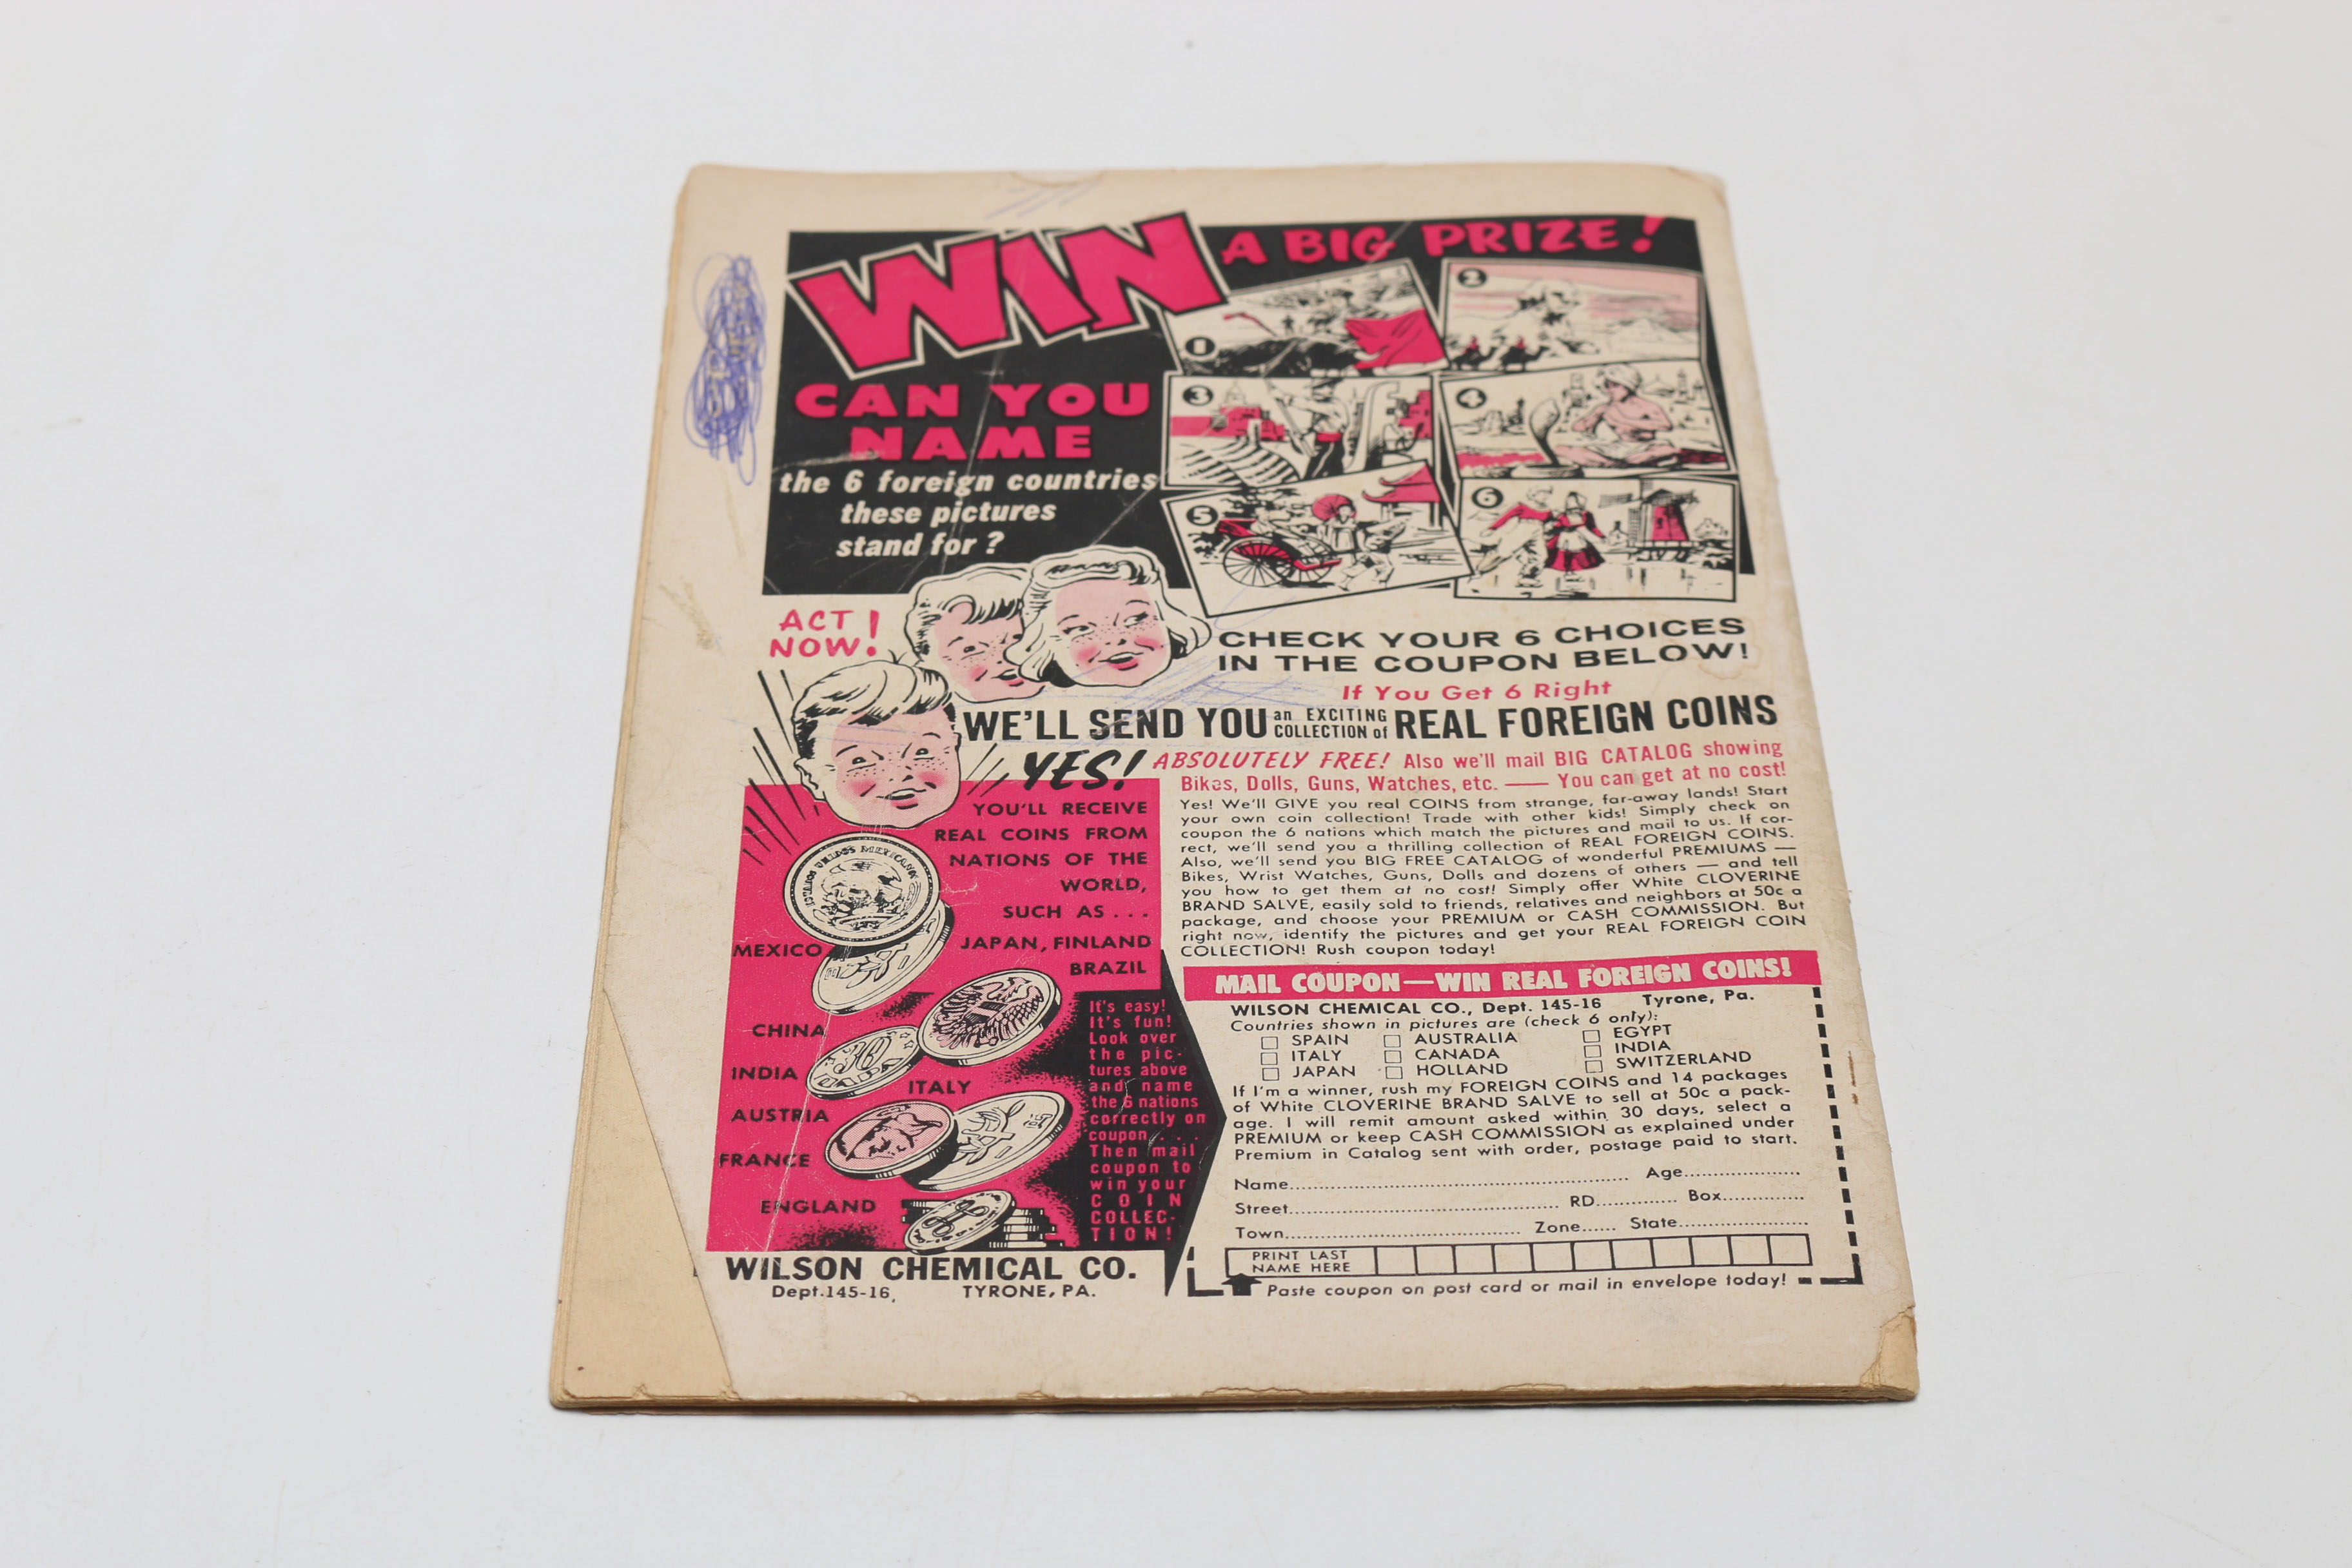 WIN A BIG PRIZE!
CAN YOU
NAME
the 6 foreign countries
these pictures
stand for?
1
2
3
4
5
6
ACT
NOW!
CHECK YOUR 6 CHOICES
IN THE COUPON BELOW!
If You Get 6 Right
WE'LL SEND YOU an EXCITING COLLECTION of REAL FOREIGN COINS
YES! ABSOLUTELY FREE! Also we'll mail BIG CATALOG showing
Bikes, Dolls, Guns, Watches, etc. — You can get at no cost!
Yes! We'll GIVE you real COINS from strange, far-away lands! Start
your own coin collection! Trade with other kids! Simply check on
coupon the 6 nations which match the pictures and mail to us. If cor-
rect, we'll send you a thrilling collection of REAL FOREIGN COINS.
Also, we'll send you BIG FREE CATALOG of wonderful PREMIUMS —
Bikes, Wrist Watches, Guns, Dolls and dozens of others — and tell
you how to get them at no cost! Simply offer White CLOVERINE
BRAND SALVE, easily sold to friends, relatives and neighbors at 50c a
package, and choose your PREMIUM or CASH COMMISSION. But
right now, identify the pictures and get your REAL FOREIGN COIN
COLLECTION! Rush coupon today!
YOU'LL RECEIVE
REAL COINS FROM
NATIONS OF THE
WORLD,
SUCH AS...
JAPAN, FINLAND
BRAZIL
MEXICO
CHINA
INDIA
ITALY
AUSTRIA
FRANCE
ENGLAND
It's easy!
It's fun!
Look over
the pic-
tures above
and name
the 6 nations
correctly on
coupon...
Then mail
coupon to
win your
COIN
COLLEC-
TION!
WILSON CHEMICAL CO.
Dept. 145-16, TYRONE, PA.
MAIL COUPON—WIN REAL FOREIGN COINS!
WILSON CHEMICAL CO., Dept. 145-16 Tyrone, Pa.
Countries shown in pictures are (check 6 only):
SPAIN AUSTRALIA EGYPT
ITALY CANADA INDIA
JAPAN HOLLAND SWITZERLAND
If I'm a winner, rush my FOREIGN COINS and 14 packages
of White CLOVERINE BRAND SALVE to sell at 50c a pack-
age. I will remit amount asked within 30 days, select a
PREMIUM or keep CASH COMMISSION as explained under
Premium in Catalog sent with order, postage paid to start.
Name Age
Street RD Box
Town Zone State
PRINT LAST
NAME HERE
Paste coupon on post card or mail in envelope today!